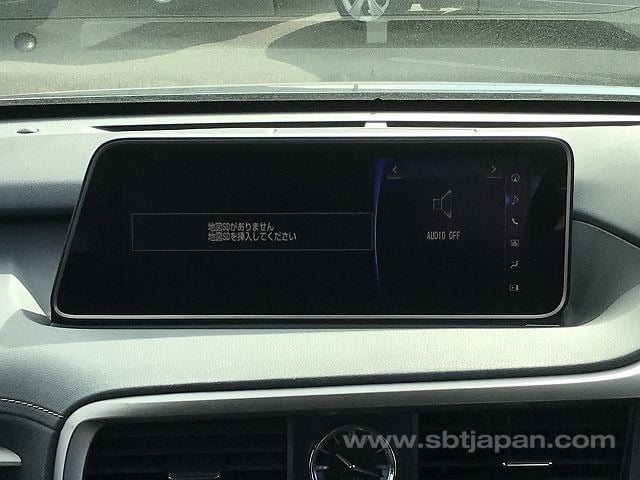 地図SDがありません
地図SDを挿入してください
AUDIO OFF
www.sbtjapan.com